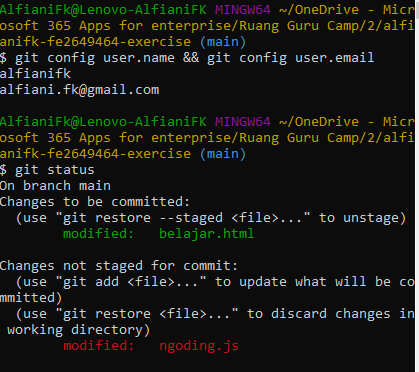 AlfianiFK@Lenovo-AlfianiFK MINGW64 ~/OneDrive - Micr
osoft 365 Apps for enterprise/Ruang Guru Camp/2/alfi
anifk-fe2649464-exercise (main)
$ git config user.name && git config user.email
alfianifk
alfiani.fk@gmail.com
AlfianiFK@Lenovo-AlfianiFK MINGW64 ~/OneDrive - Micr
osoft 365 Apps for enterprise/Ruang Guru Camp/2/alfi
anifk-fe2649464-exercise (main)
$ git status
On branch main
Changes to be committed:
  (use "git restore --staged <file>..." to unstage)
        modified:   belajar.html
Changes not staged for commit:
  (use "git add <file>..." to update what will be co
mmitted)
  (use "git restore <file>..." to discard changes in
 working directory)
        modified:   ngoding.js